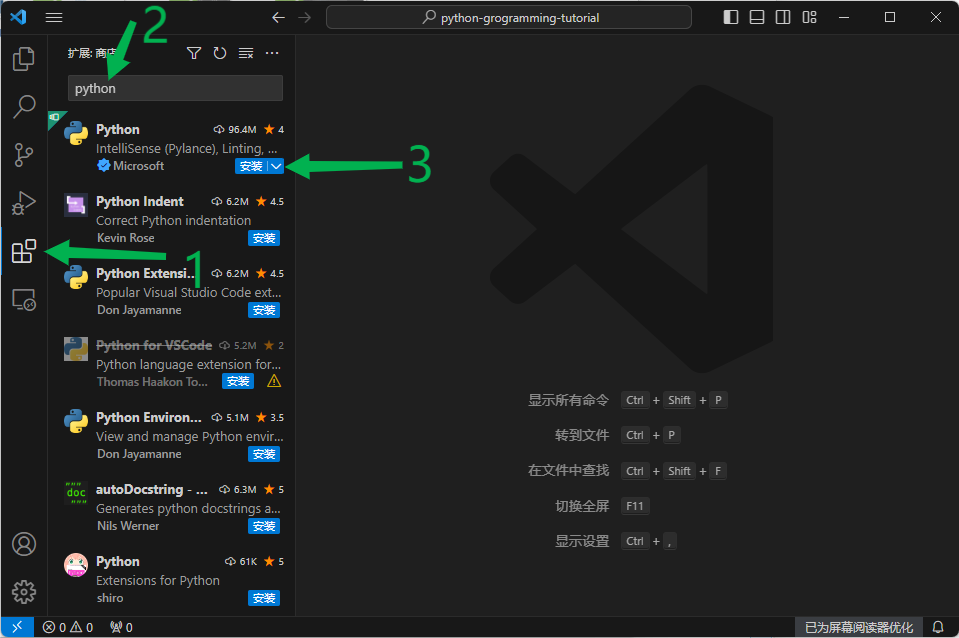 python-grogramming-tutorial
2
扩展: 商店
python
Python 96.4M 4
IntelliSense (Pylance), Linting, ...
Microsoft 安装
3
Python Indent 6.2M 4.5
Correct Python indentation
Kevin Rose 安装
1
Python Extensi... 6.2M 4.5
Popular Visual Studio Code ext...
Don Jayamanne 安装
Python for VSCode 5.2M 2
Python language extension for...
Thomas Haakon To... 安装
Python Environ... 5.1M 3.5
View and manage Python envir...
Don Jayamanne 安装
"""
doc
"""
autoDocstring - ... 6.3M 5
Generates python docstrings a...
Nils Werner 安装
Python 61K 5
Extensions for Python
shiro 安装
显示所有命令 Ctrl + Shift + P
转到文件 Ctrl + P
在文件中查找 Ctrl + Shift + F
切换全屏 F11
显示设置 Ctrl + ,
0 0 0
已为屏幕阅读器优化